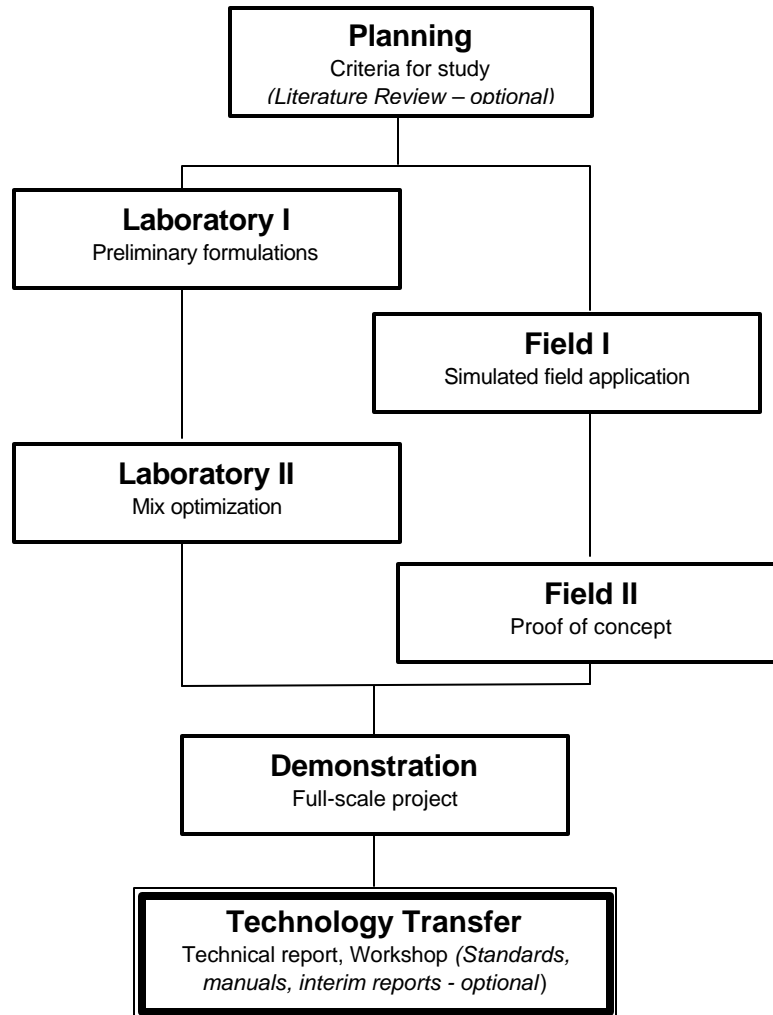 Planning
Criteria for study
(Literature Review – optional)
Laboratory I
Preliminary formulations
Field I
Simulated field application
Laboratory II
Mix optimization
Field II
Proof of concept
Demonstration
Full-scale project
Technology Transfer
Technical report, Workshop (Standards,
manuals, interim reports - optional)